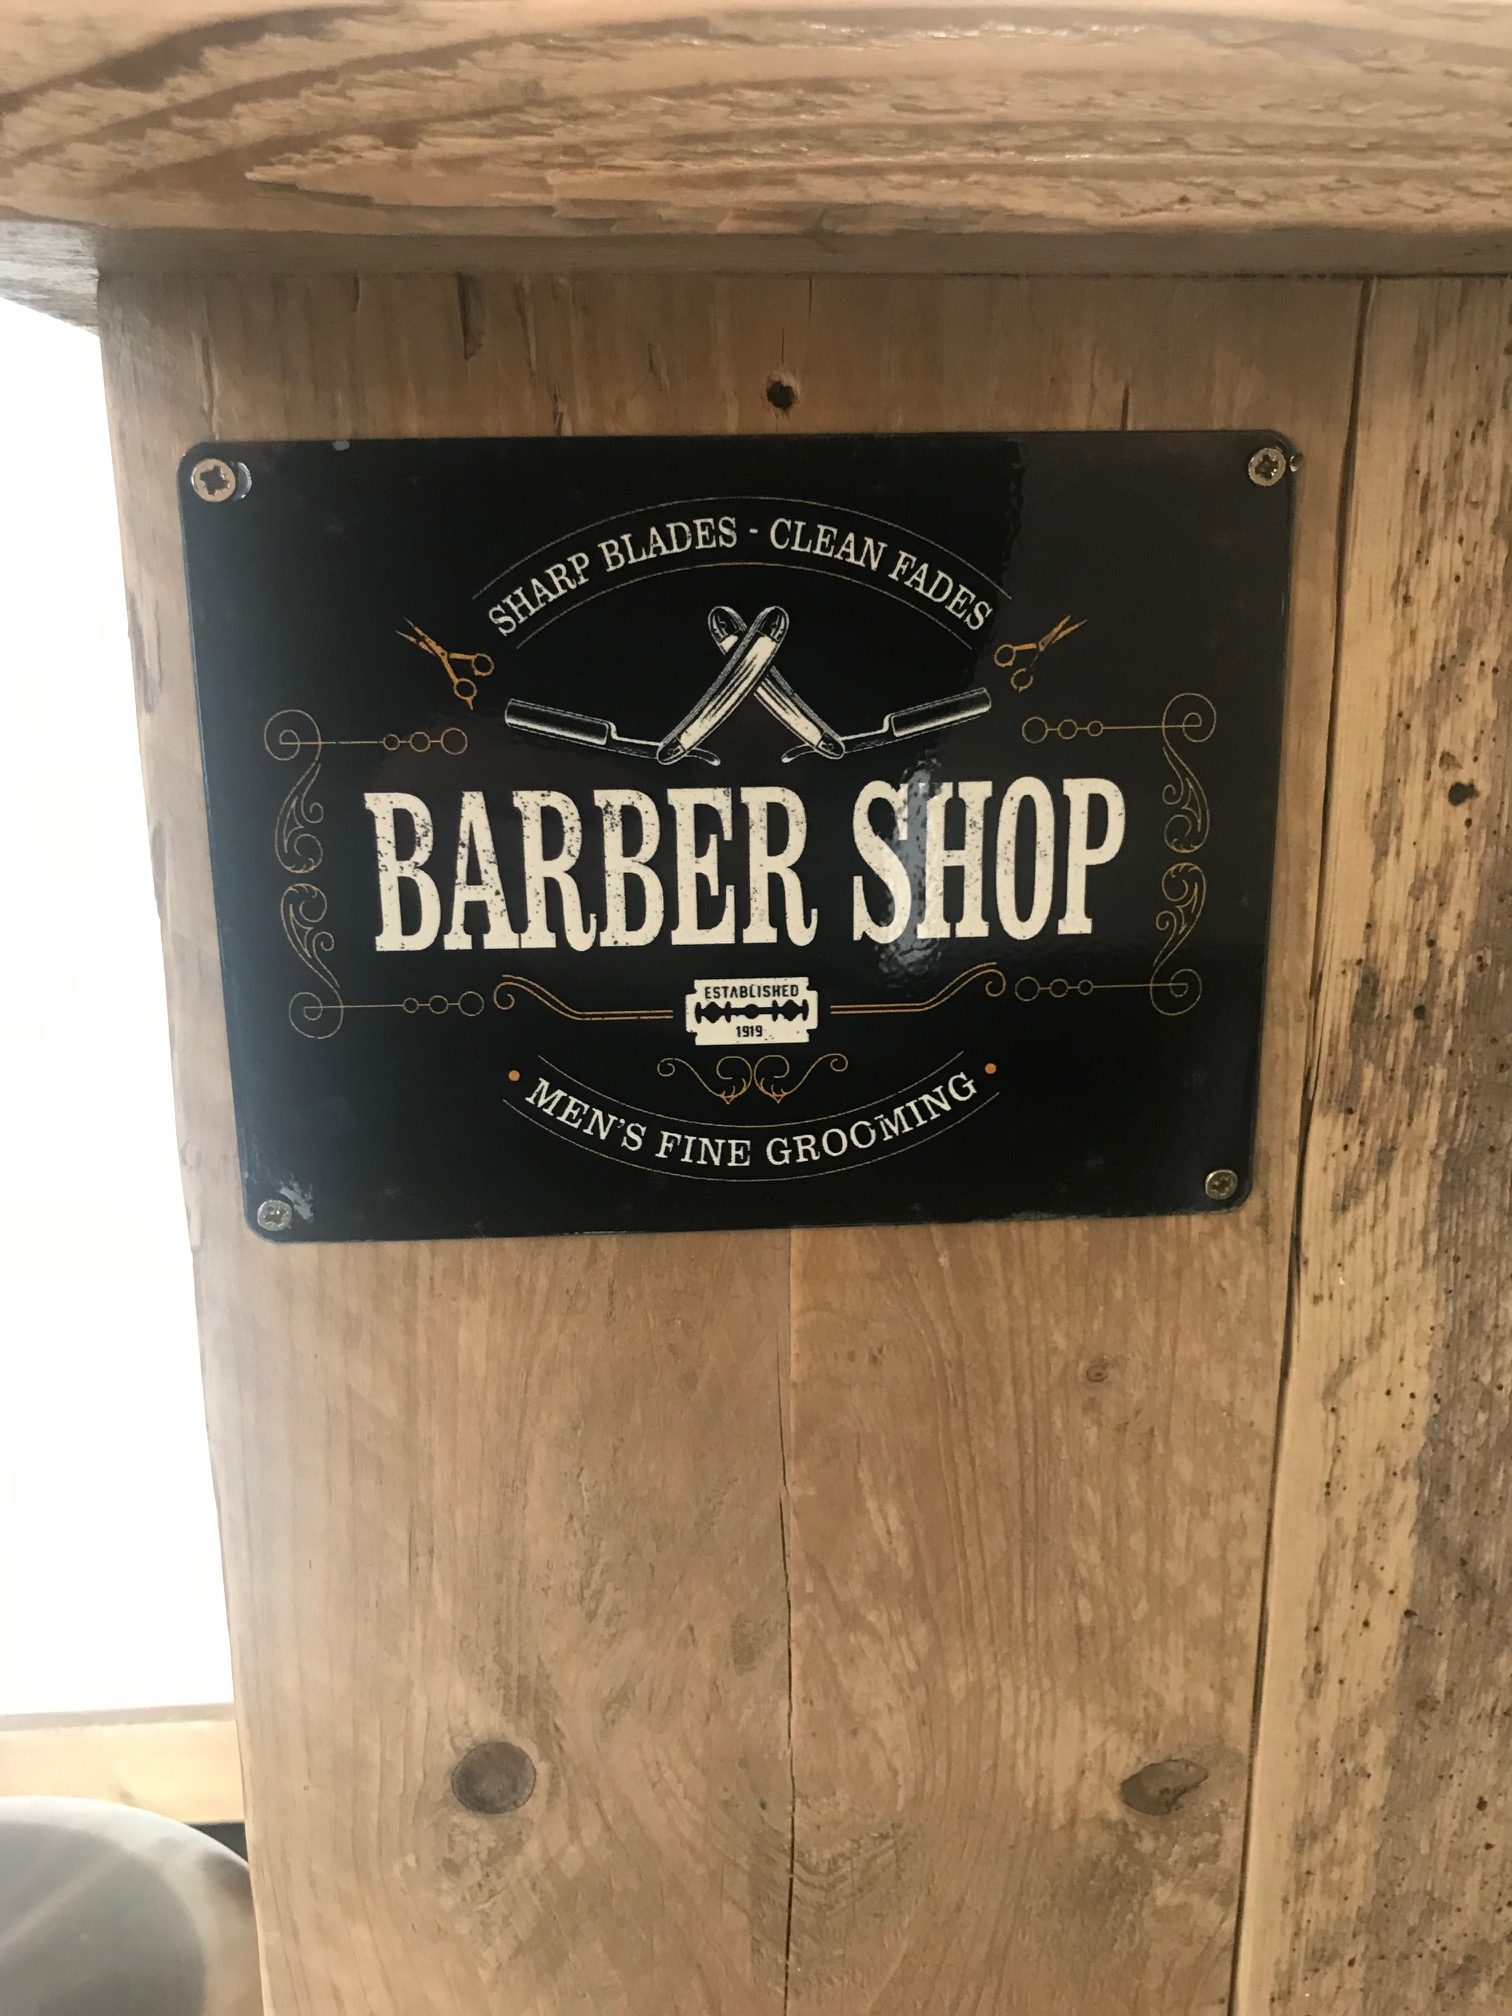 SHARP BLADES - CLEAN FADES
BARBER SHOP
ESTABLISHED
1919
MEN'S FINE GROOMING